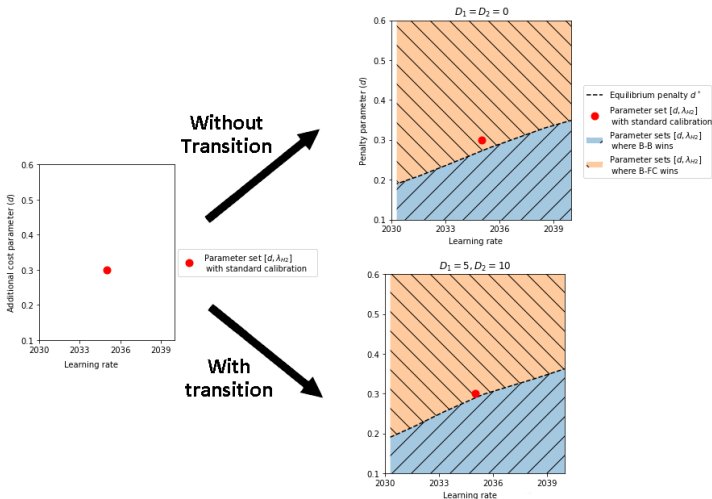 D₁ = D₂ = 0
0.6
0.5
0.4
0.3
0.2
0.1
Penalty parameter (d)
2030
2033
2036
2039
Learning rate
Equilibrium penalty d*
Parameter set [d, λ_H2]
with standard calibration
Parameter sets [d, λ_H2]
where B-B wins
Parameter sets [d, λ_H2]
where B-FC wins
Without
Transition
0.6
0.5
0.4
0.3
0.2
0.1
Additional cost parameter (d)
2030
2033
2036
2039
Learning rate
Parameter set [d, λ_H2]
with standard calibration
With
transition
D₁ = 5, D₂ = 10
0.6
0.5
0.4
0.3
0.2
0.1
2030
2033
2036
2039
Learning rate